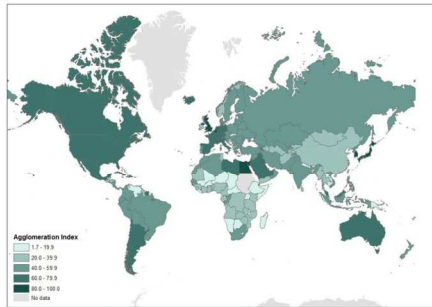 Agglomeration Index
1.7 - 19.9
20.0 - 39.9
40.0 - 59.9
60.0 - 79.9
80.0 - 100.0
No data